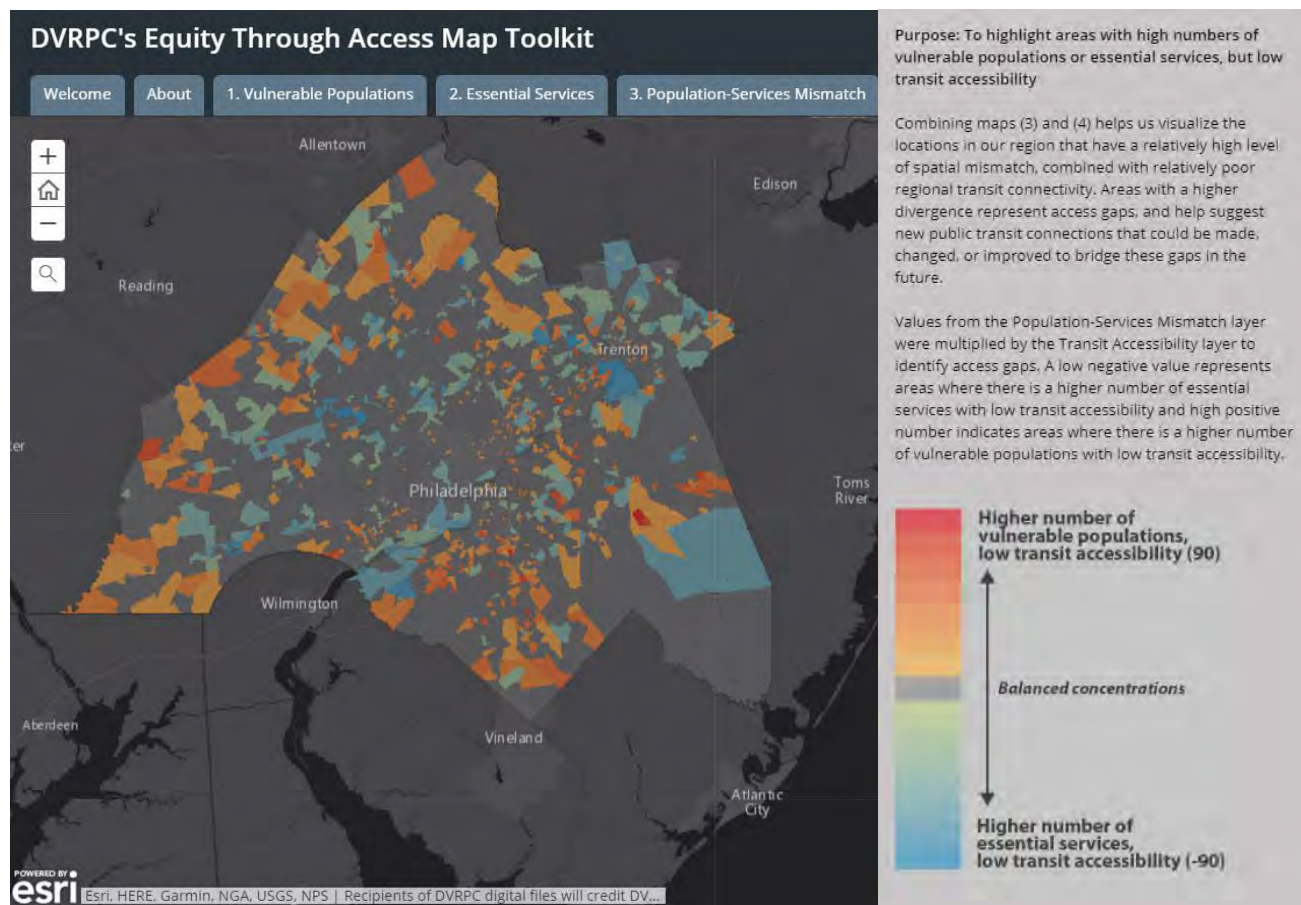 DVRPC's Equity Through Access Map Toolkit
Welcome
About
1. Vulnerable Populations
2. Essential Services
3. Population-Services Mismatch
Allentown
Edison
Reading
Trenton
ter
Philadelphia
Toms
River
Wilmington
Aberdeen
Vineland
Atlantic
City
POWERED BY
esri
Esri, HERE, Garmin, NGA, USGS, NPS | Recipients of DVRPC digital files will credit DV...
Purpose: To highlight areas with high numbers of
vulnerable populations or essential services, but low
transit accessibility
Combining maps (3) and (4) helps us visualize the
locations in our region that have a relatively high level
of spatial mismatch, combined with relatively poor
regional transit connectivity. Areas with a higher
divergence represent access gaps, and help suggest
new public transit connections that could be made,
changed, or improved to bridge these gaps in the
future.
Values from the Population-Services Mismatch layer
were multiplied by the Transit Accessibility layer to
identify access gaps. A low negative value represents
areas where there is a higher number of essential
services with low transit accessibility and high positive
number indicates areas where there is a higher number
of vulnerable populations with low transit accessibility.
Higher number of
vulnerable populations,
low transit accessibility (90)
Balanced concentrations
Higher number of
essential services,
low transit accessibility (-90)